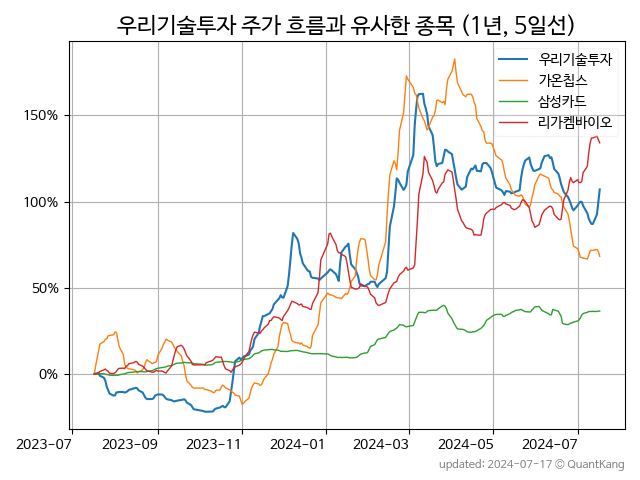 우리기술투자 주가 흐름과 유사한 종목 (1년, 5일선)
우리기술투자
가온칩스
삼성카드
리가켐바이오
150%
100%
50%
0%
2023-07 2023-09 2023-11 2024-01 2024-03 2024-05 2024-07
updated: 2024-07-17 © QuantKang